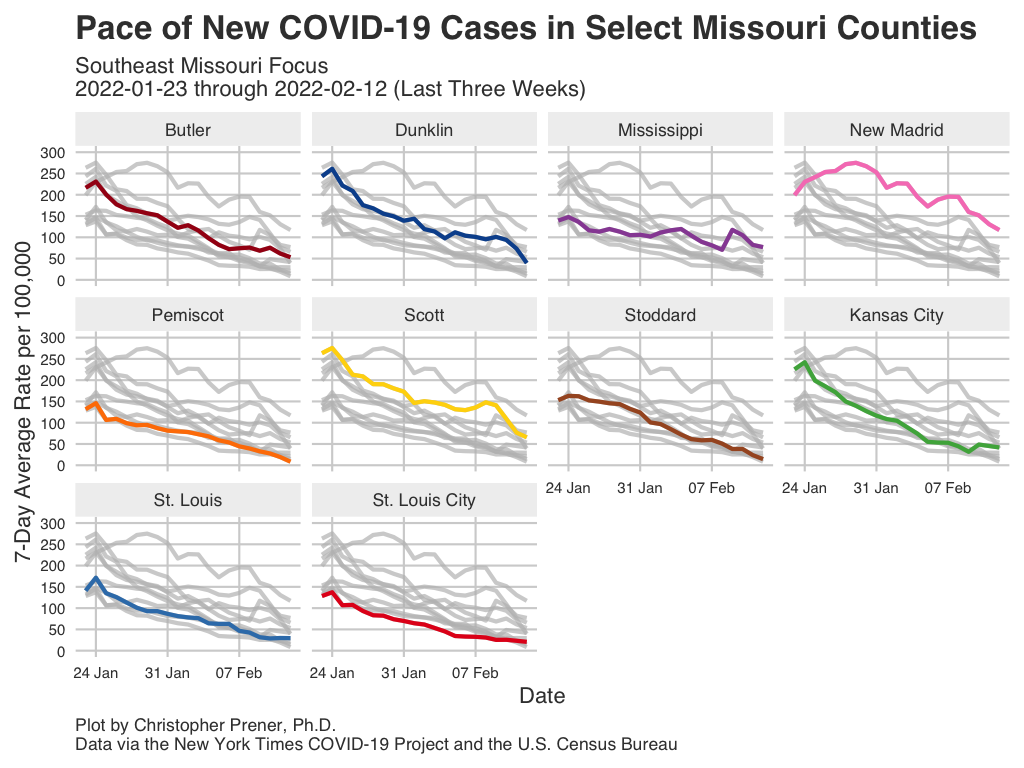 Pace of New COVID-19 Cases in Select Missouri Counties
Southeast Missouri Focus
2022-01-23 through 2022-02-12 (Last Three Weeks)
Butler Dunklin Mississippi New Madrid
300
250
200
150
100
50
0
Pemiscot Scott Stoddard Kansas City
300
250
200
150
100
50
0
24 Jan 31 Jan 07 Feb 24 Jan 31 Jan 07 Feb
St. Louis St. Louis City
300
250
200
150
100
50
0
24 Jan 31 Jan 07 Feb 24 Jan 31 Jan 07 Feb
7-Day Average Rate per 100,000
Date
Plot by Christopher Prener, Ph.D.
Data via the New York Times COVID-19 Project and the U.S. Census Bureau